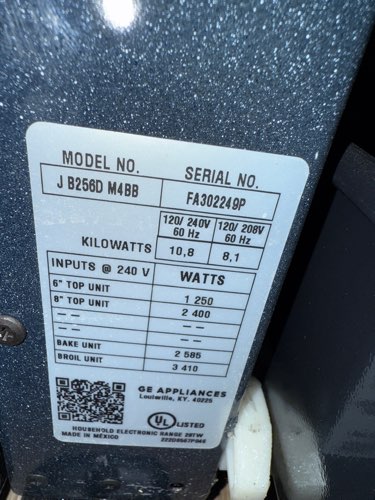 MODEL NO. SERIAL NO.
J B256D M4BB FA302249P
120/ 240V 120/ 208V
60 Hz 60 Hz
KILOWATTS 10,8 8,1
INPUTS @ 240 V WATTS
6" TOP UNIT 1 250
8" TOP UNIT 2 400
-- --
-- --
BAKE UNIT 2 585
BROIL UNIT 3 410
GE APPLIANCES
Louisville, KY. 40225
UL LISTED
HOUSEHOLD ELECTRONIC RANGE 28TW
MADE IN MEXICO